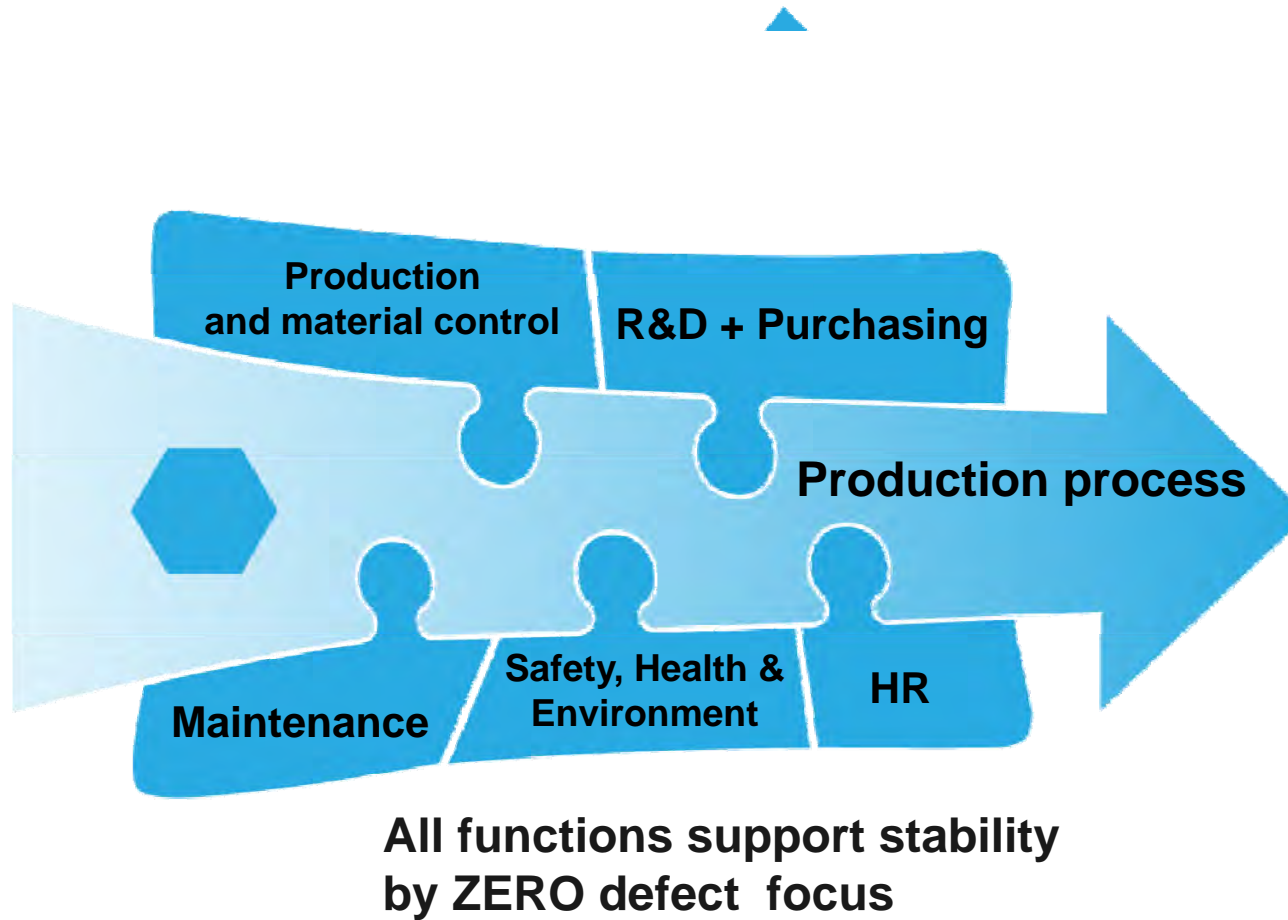 Production
and material control
R&D + Purchasing
Production process
Maintenance
Safety, Health &
Environment
HR
All functions support stability
by ZERO defect focus